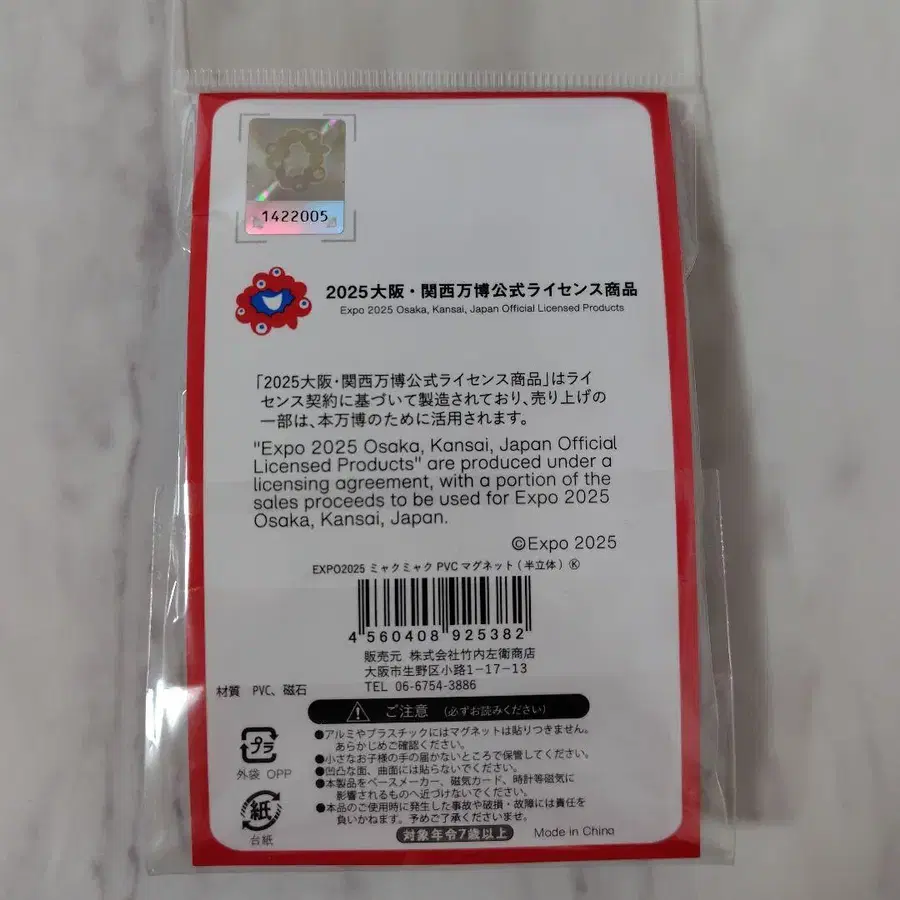 1422005
2025大阪・関西万博公式ライセンス商品
Expo 2025 Osaka, Kansai, Japan Official Licensed Products
「2025大阪・関西万博公式ライセンス商品」はライ
センス契約に基づいて製造されており、売り上げの
一部は、本万博のために活用されます。
"Expo 2025 Osaka, Kansai, Japan Official
Licensed Products" are produced under a
licensing agreement, with a portion of the
sales proceeds to be used for Expo 2025
Osaka, Kansai, Japan.
©Expo 2025
EXPO2025 ミャクミャク PVC マグネット(半立体) Ⓚ
4 560408 925382
販売元 株式会社竹内左衛商店
大阪市生野区小路1-17-13
TEL 06-6754-3886
材質 PVC、磁石
ご注意 (必ずお読みください)
●アルミやプラスチックにはマグネットは貼りつきません。
あらかじめご確認ください。
●小さなお子様の手の届かないところで保管してください。
●凹凸な面、曲面には貼らないでください。
●本製品をペースメーカー、磁気カード、時計等磁気に
影響されるものへ近づけないでください。
●本品のご使用時に発生した事故や破損・故障には責任を
負いかねます。予めご了承くださいませ。
プラ
外袋 OPP
紙
台紙
対象年令7歳以上
Made in China